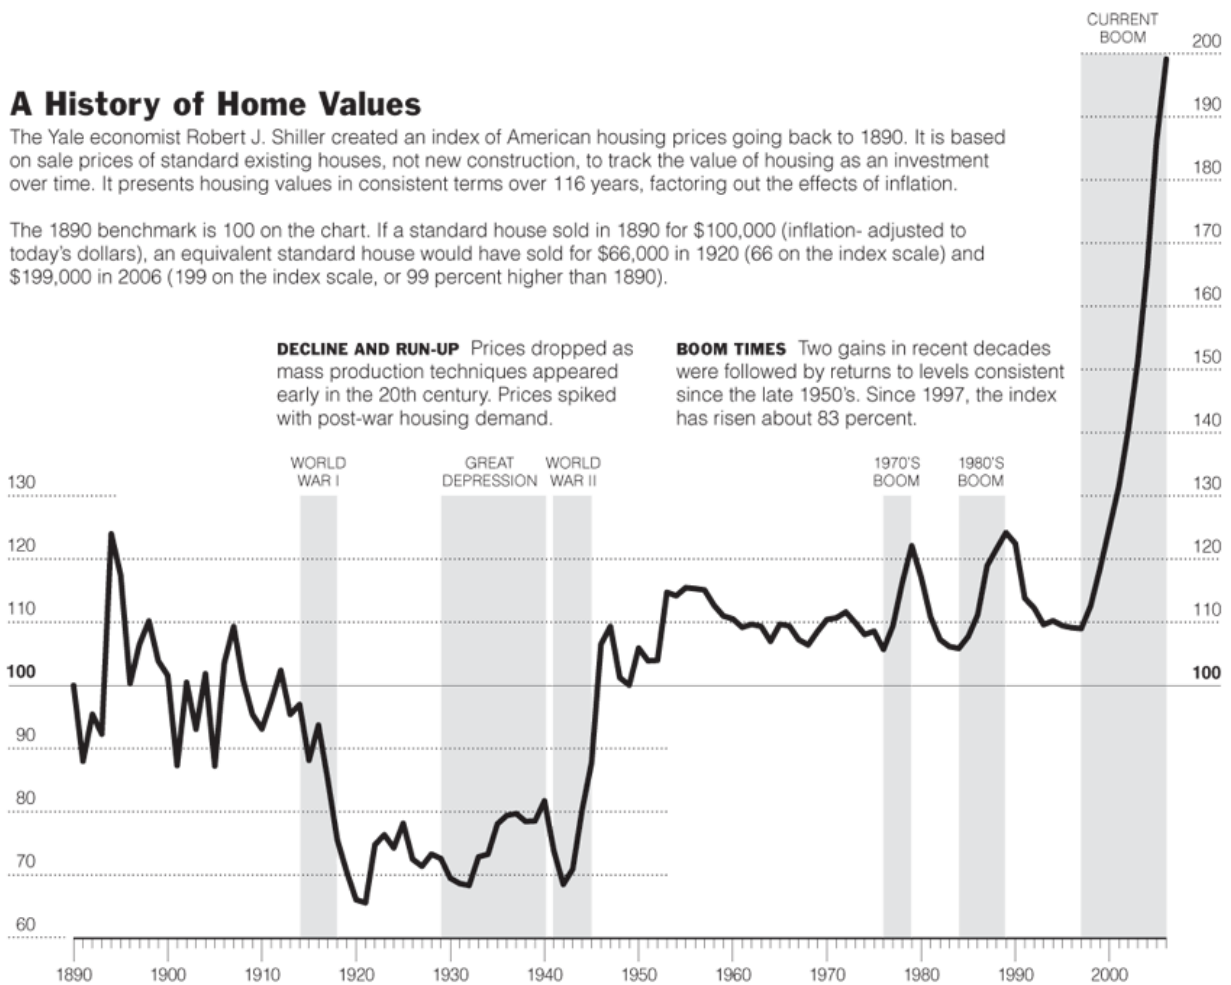 CURRENT
BOOM
200
A History of Home Values
The Yale economist Robert J. Shiller created an index of American housing prices going back to 1890. It is based
on sale prices of standard existing houses, not new construction, to track the value of housing as an investment
over time. It presents housing values in consistent terms over 116 years, factoring out the effects of inflation.
The 1890 benchmark is 100 on the chart. If a standard house sold in 1890 for $100,000 (inflation- adjusted to
today's dollars), an equivalent standard house would have sold for $66,000 in 1920 (66 on the index scale) and
$199,000 in 2006 (199 on the index scale, or 99 percent higher than 1890).
190
180
170
160
150
140
DECLINE AND RUN-UP Prices dropped as
mass production techniques appeared
early in the 20th century. Prices spiked
with post-war housing demand.
BOOM TIMES Two gains in recent decades
were followed by returns to levels consistent
since the late 1950's. Since 1997, the index
has risen about 83 percent.
WORLD
WAR I
GREAT
DEPRESSION
WORLD
WAR II
1970'S
BOOM
1980'S
BOOM
130 130
120 120
110 110
100 100
90
80
70
60
1890 1900 1910 1920 1930 1940 1950 1960 1970 1980 1990 2000